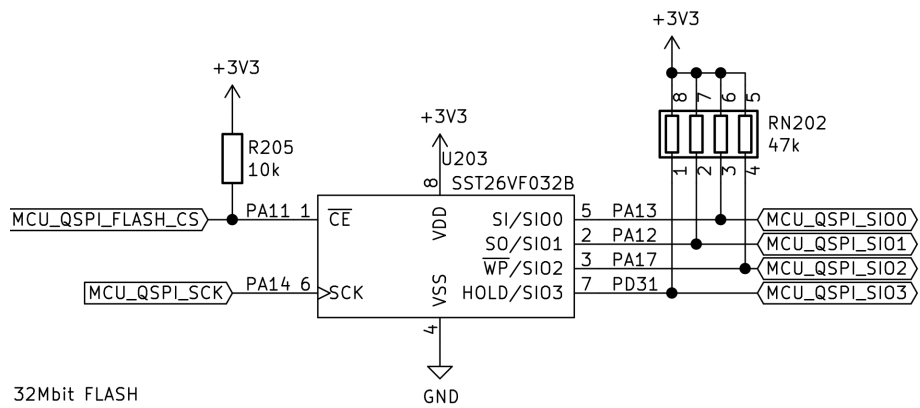 +3V3
+3V3
+3V3
8 7 6 5
RN202
47k
1 2 3 4
R205
10k
U203
8
SST26VF032B
MCU_QSPI_FLASH_CS PA11 1 CE VDD SI/SIO0 5 PA13 MCU_QSPI_SIO0
SO/SIO1 2 PA12 MCU_QSPI_SIO1
WP/SIO2 3 PA17 MCU_QSPI_SIO2
MCU_QSPI_SCK PA14 6 SCK VSS HOLD/SIO3 7 PD31 MCU_QSPI_SIO3
4
GND
32Mbit FLASH